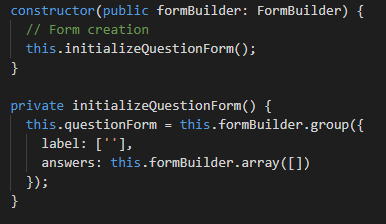 constructor(public formBuilder: FormBuilder) {
  // Form creation
  this.initializeQuestionForm();
}

private initializeQuestionForm() {
  this.questionForm = this.formBuilder.group({
    label: [''],
    answers: this.formBuilder.array([])
  });
}